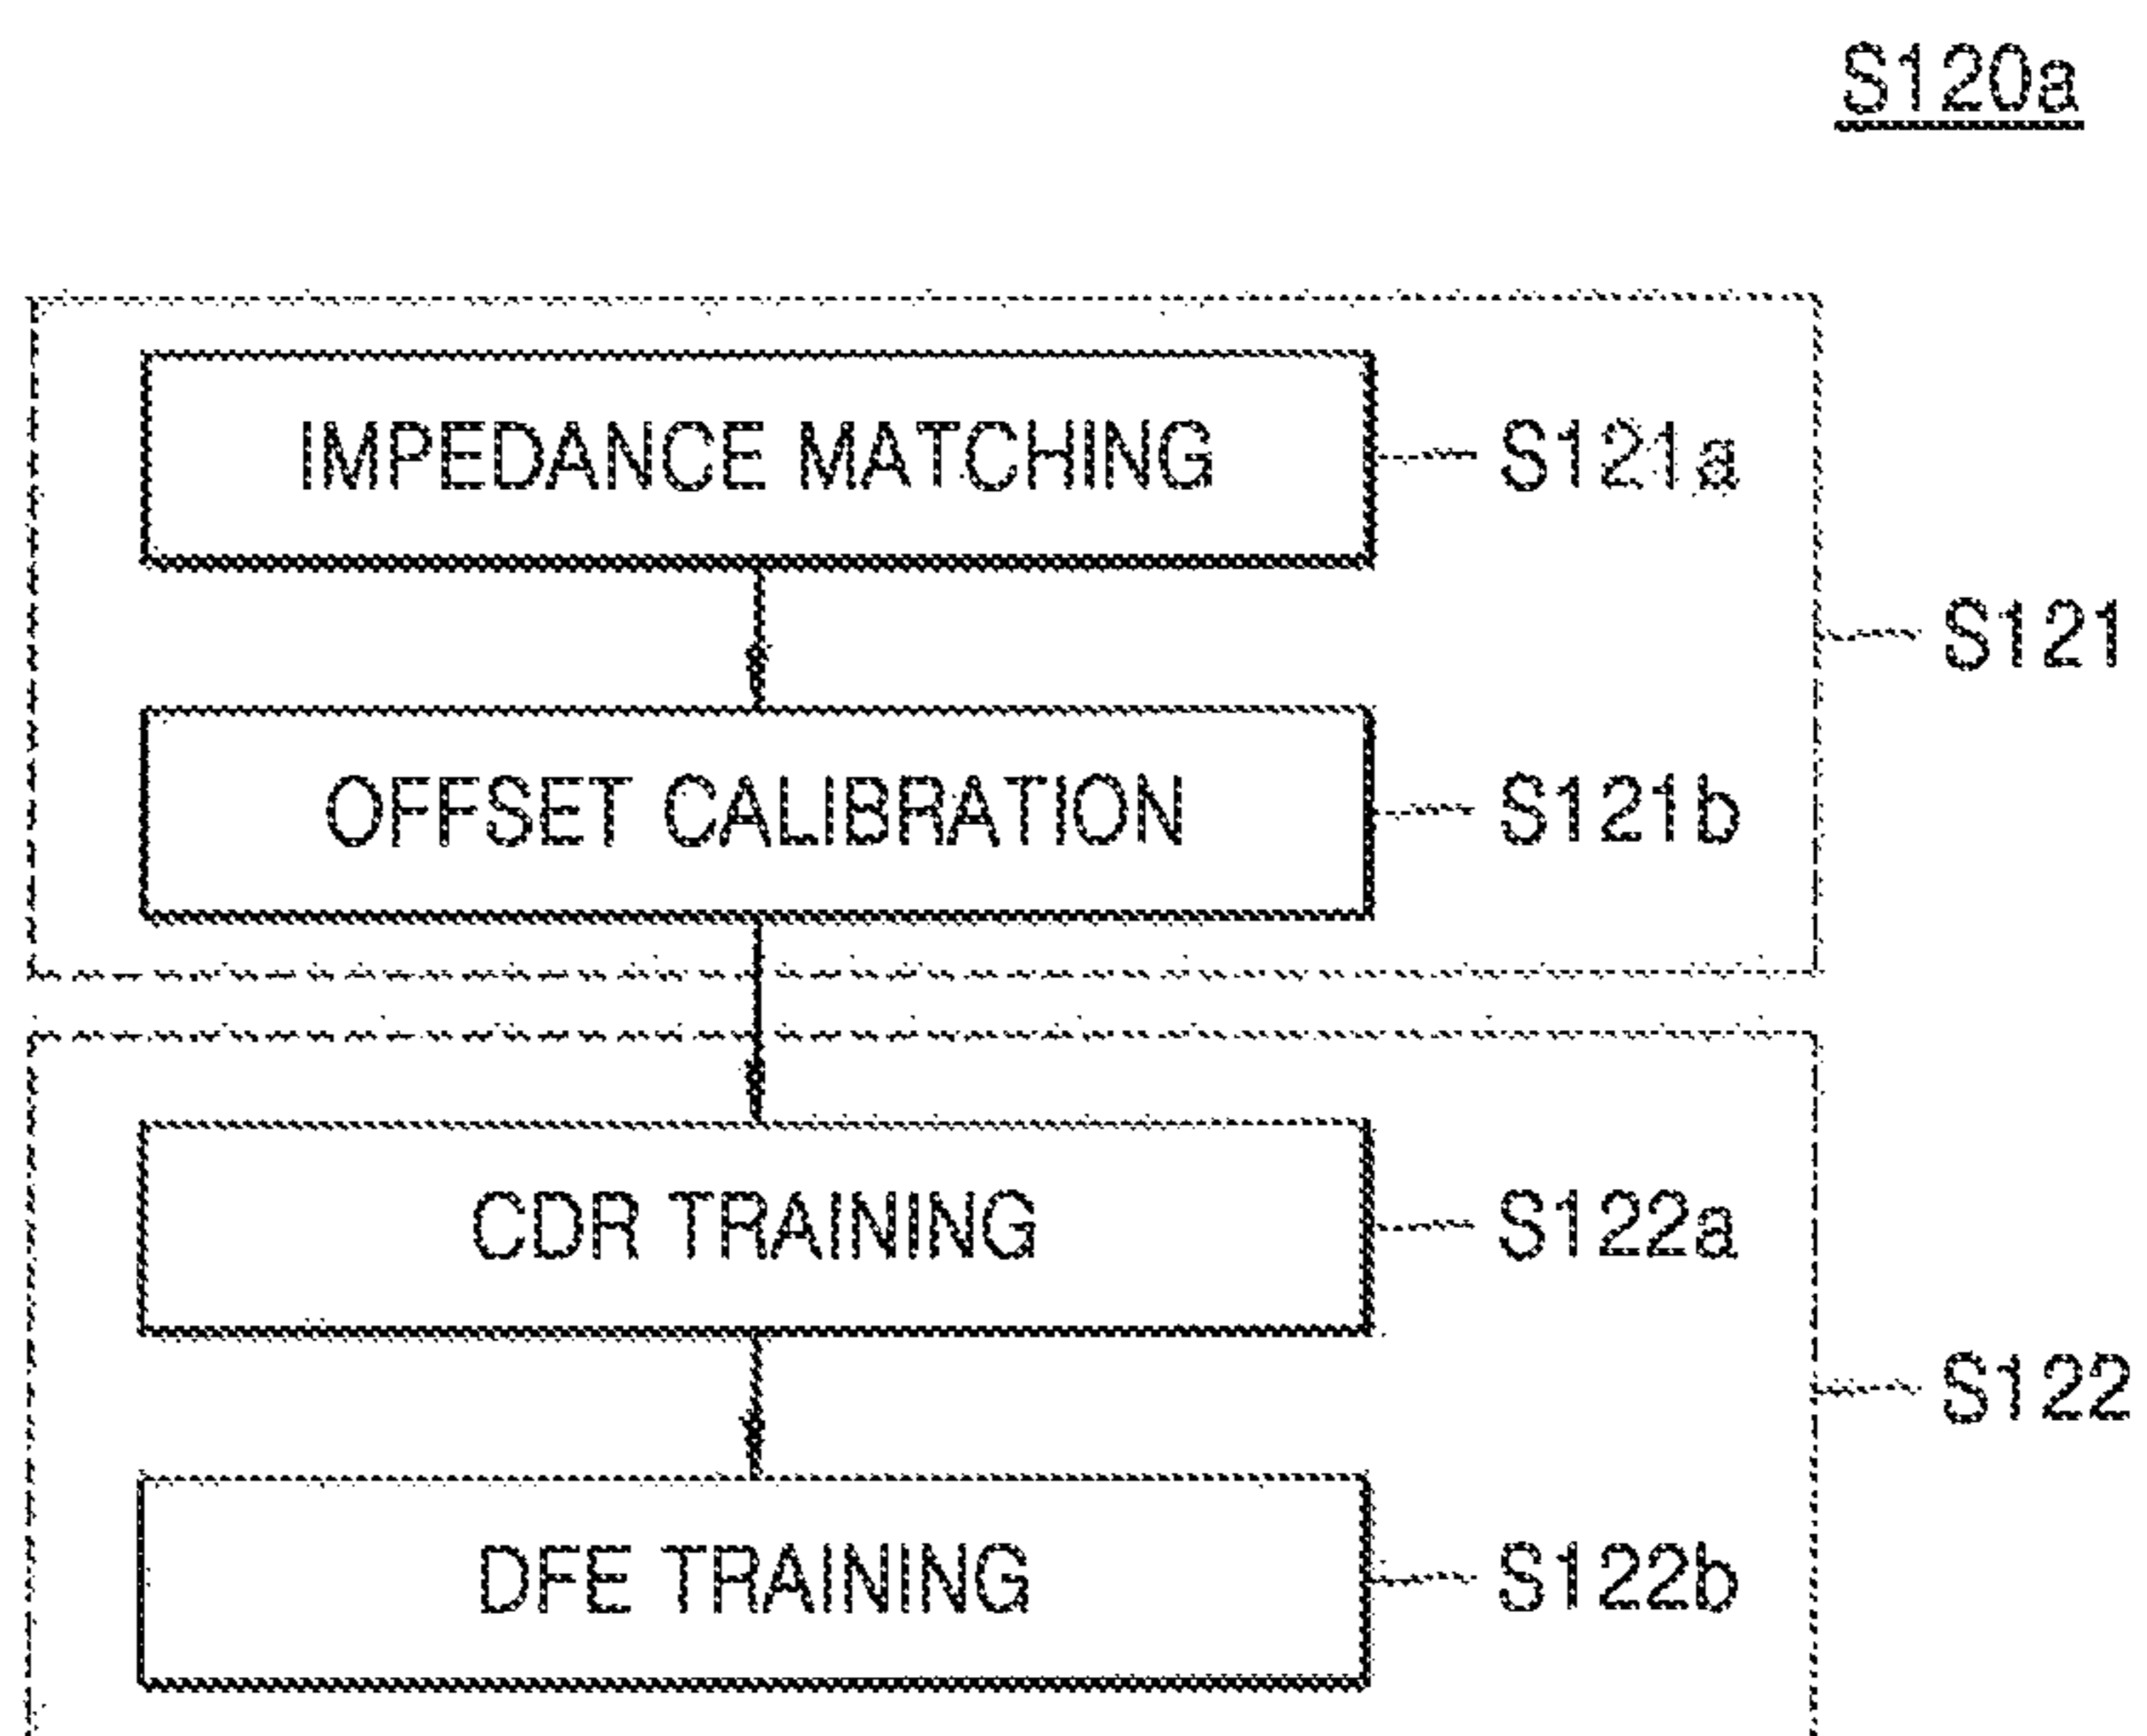 S120a
IMPEDANCE MATCHING
S121a
S121
OFFSET CALIBRATION
S121b
CDR TRAINING
S122a
S122
DFE TRAINING
S122b